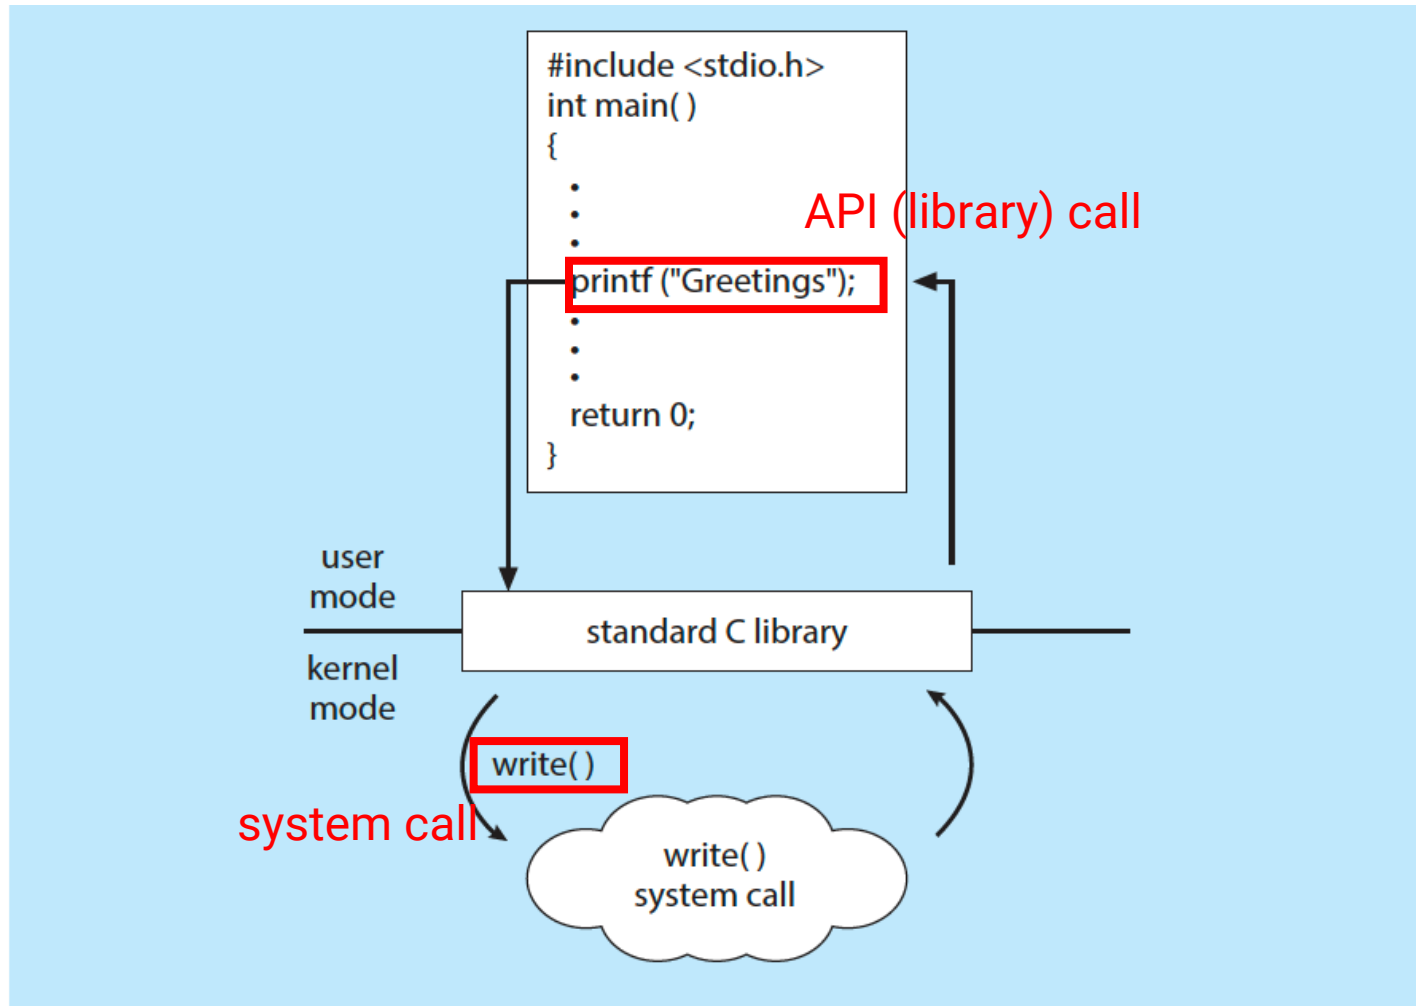 #include <stdio.h>
int main( )
{
•
•
•
API (library) call
printf ("Greetings");
•
•
•
return 0;
}
user
mode
standard C library
kernel
mode
write( )
system call
write( )
system call